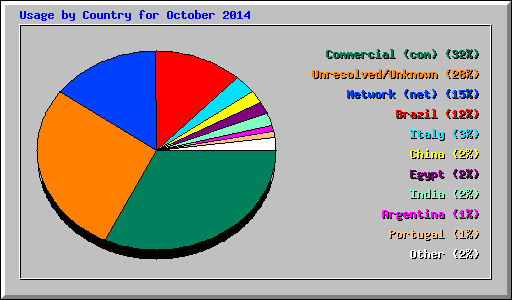 Usage by Country for October 2014
Commercial (com) (32%)
Unresolved/Unknown (28%)
Network (net) (15%)
Brazil (12%)
Italy (3%)
China (2%)
Egypt (2%)
India (2%)
Argentina (1%)
Portugal (1%)
Other (2%)